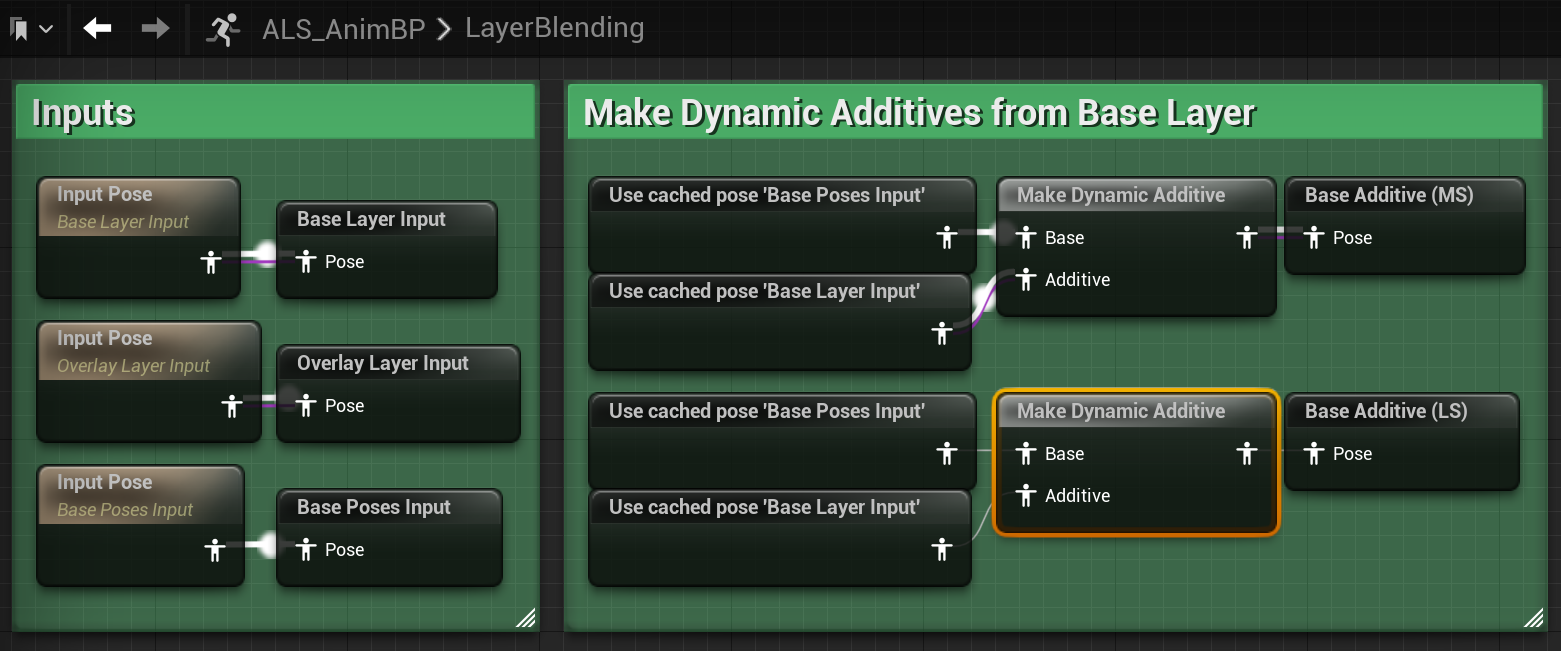 ALS_AnimBP > LayerBlending
Inputs
Input Pose
Base Layer Input
Base Layer Input
Pose
Input Pose
Overlay Layer Input
Overlay Layer Input
Pose
Input Pose
Base Poses Input
Base Poses Input
Pose
Make Dynamic Additives from Base Layer
Use cached pose 'Base Poses Input'
Use cached pose 'Base Layer Input'
Make Dynamic Additive
Base
Additive
Base Additive (MS)
Pose
Use cached pose 'Base Poses Input'
Use cached pose 'Base Layer Input'
Make Dynamic Additive
Base
Additive
Base Additive (LS)
Pose